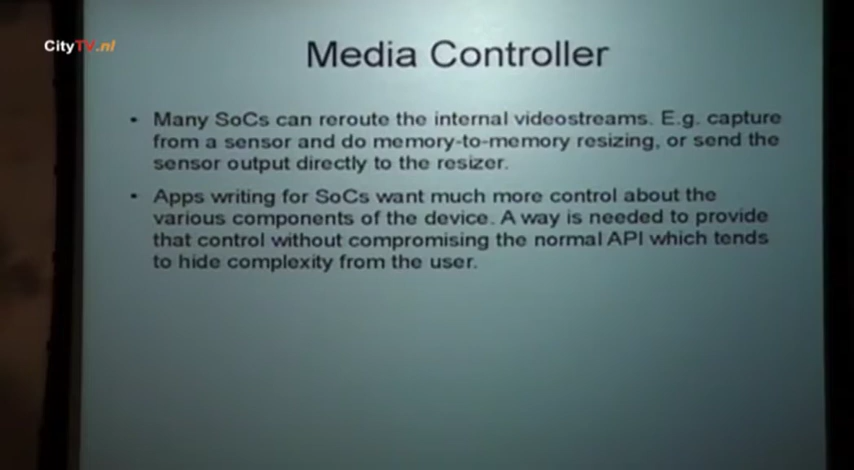 CityTV.nl
Media Controller
• Many SoCs can reroute the internal videostreams. E.g. capture
from a sensor and do memory-to-memory resizing, or send the
sensor output directly to the resizer.
• Apps writing for SoCs want much more control about the
various components of the device. A way is needed to provide
that control without compromising the normal API which tends
to hide complexity from the user.